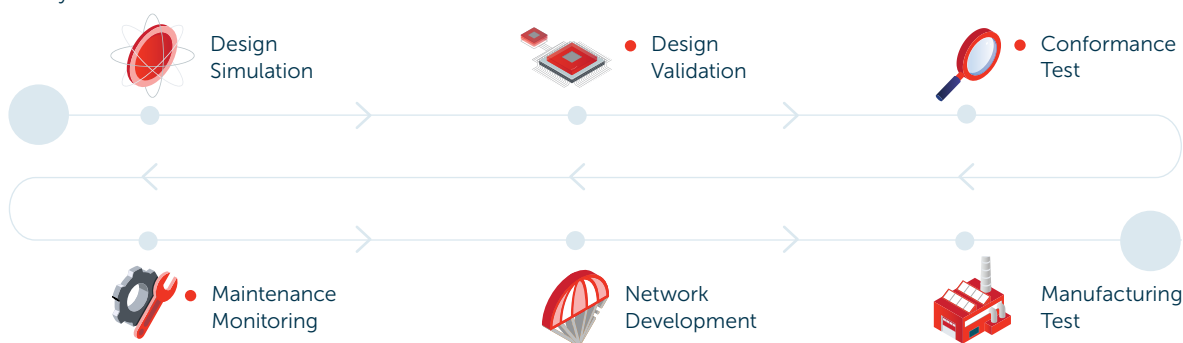 Design
Simulation
Design
Validation
Conformance
Test
Maintenance
Monitoring
Network
Development
Manufacturing
Test